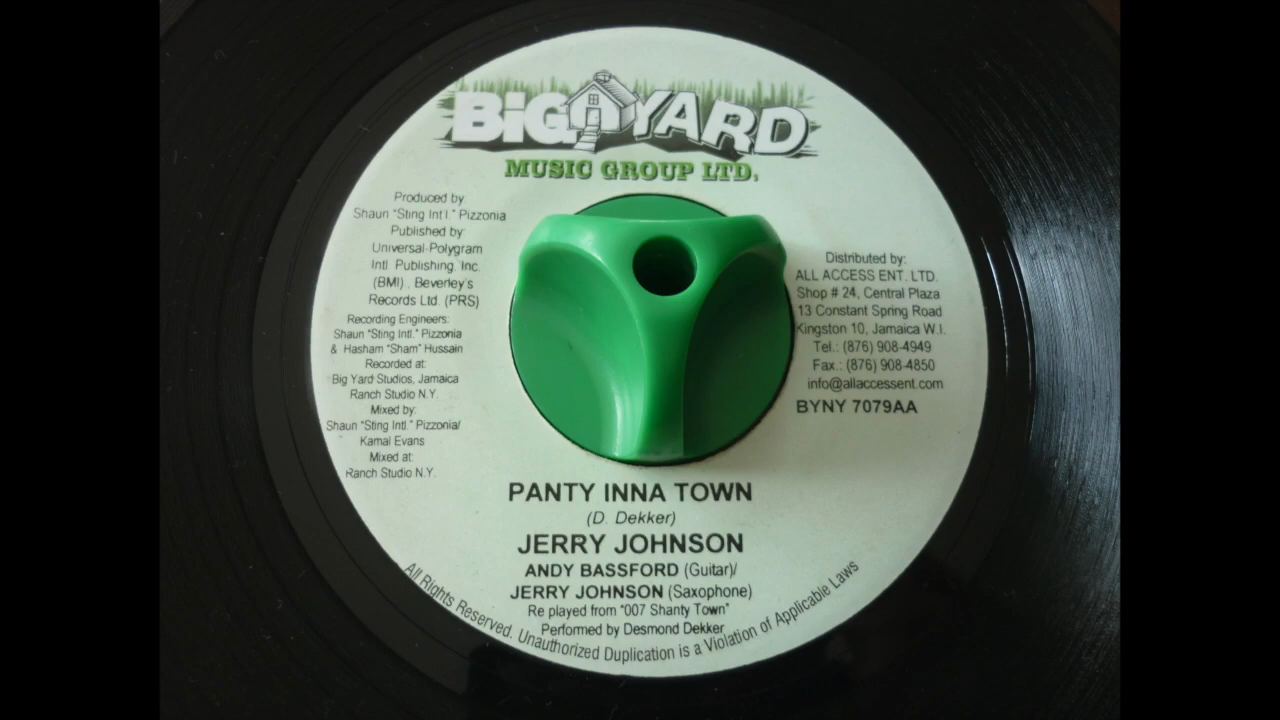 BiG YARD
MUSIC GROUP LTD.
Produced by:
Shaun "Sting Int'l." Pizzonia
Published by:
Universal-Polygram
Intl. Publishing. Inc.
(BMI) , Beverley's
Records Ltd. (PRS)
Recording Engineers:
Shaun "Sting Intl." Pizzonia
& Hasham "Sham" Hussain
Recorded at:
Big Yard Studios, Jamaica
Ranch Studio N.Y.
Mixed by:
Shaun "Sting Intl." Pizzonia/
Kamal Evans
Mixed at:
Ranch Studio N.Y.
Distributed by:
ALL ACCESS ENT. LTD.
Shop # 24, Central Plaza
13 Constant Spring Road
Kingston 10, Jamaica W.I.
Tel.: (876) 908-4949
Fax.: (876) 908-4850
info@allaccessent.com
BYNY 7079AA
PANTY INNA TOWN
(D. Dekker)
JERRY JOHNSON
ANDY BASSFORD (Guitar)/
JERRY JOHNSON (Saxophone)
Re played from "007 Shanty Town"
Performed by Desmond Dekker
All Rights Reserved. Unauthorized Duplication is a Violation of Applicable Laws